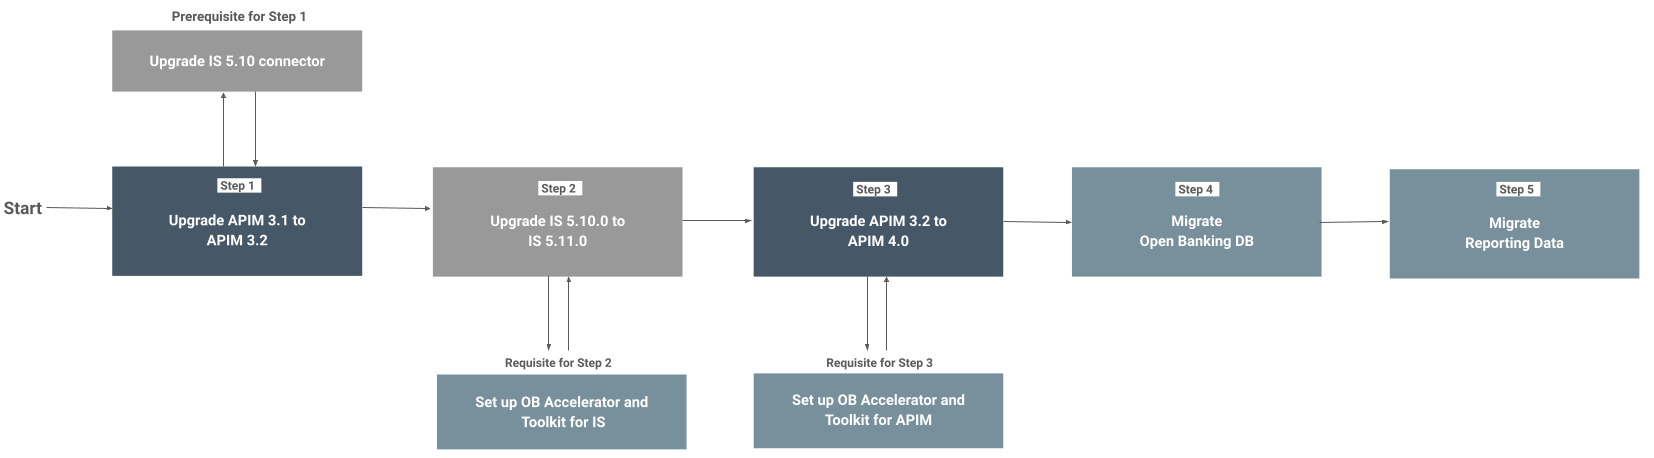 Prerequisite for Step 1
Upgrade IS 5.10 connector
Start
Step 1
Upgrade APIM 3.1 to
APIM 3.2
Step 2
Upgrade IS 5.10.0 to
IS 5.11.0
Step 3
Upgrade APIM 3.2 to
APIM 4.0
Step 4
Migrate
Open Banking DB
Step 5
Migrate
Reporting Data
Requisite for Step 2
Set up OB Accelerator and
Toolkit for IS
Requisite for Step 3
Set up OB Accelerator and
Toolkit for APIM